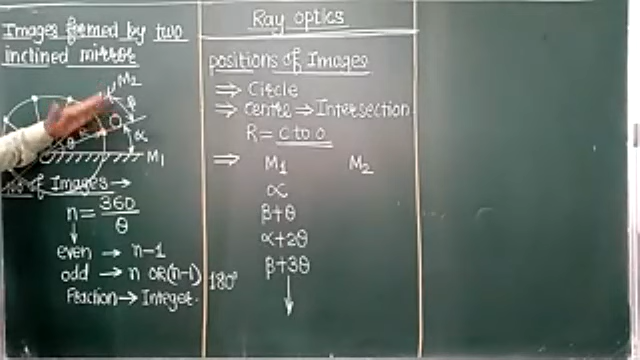 Ray optics
Images formed by two
inclined mirror
M2
β
O
α
θ
M1
of Images →
n = 360/θ
even → n-1
odd → n OR (n-1)
Fraction → Integer.
positions of Images
⇒ Circle
⇒ Centre ⇒ Intersection
R = C to O
⇒ M1 M2
α
β+θ
α+2θ
β+3θ
180°